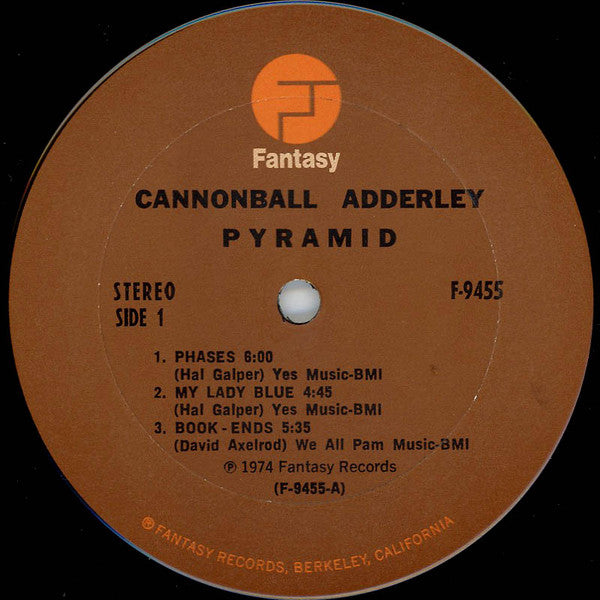 Fantasy
CANNONBALL ADDERLEY
PYRAMID
STEREO F-9455
SIDE 1
1. PHASES 6:00
(Hal Galper) Yes Music-BMI
2. MY LADY BLUE 4:45
(Hal Galper) Yes Music-BMI
3. BOOK-ENDS 5:35
(David Axelrod) We All Pam Music-BMI
℗ 1974 Fantasy Records
(F-9455-A)
® FANTASY RECORDS, BERKELEY, CALIFORNIA